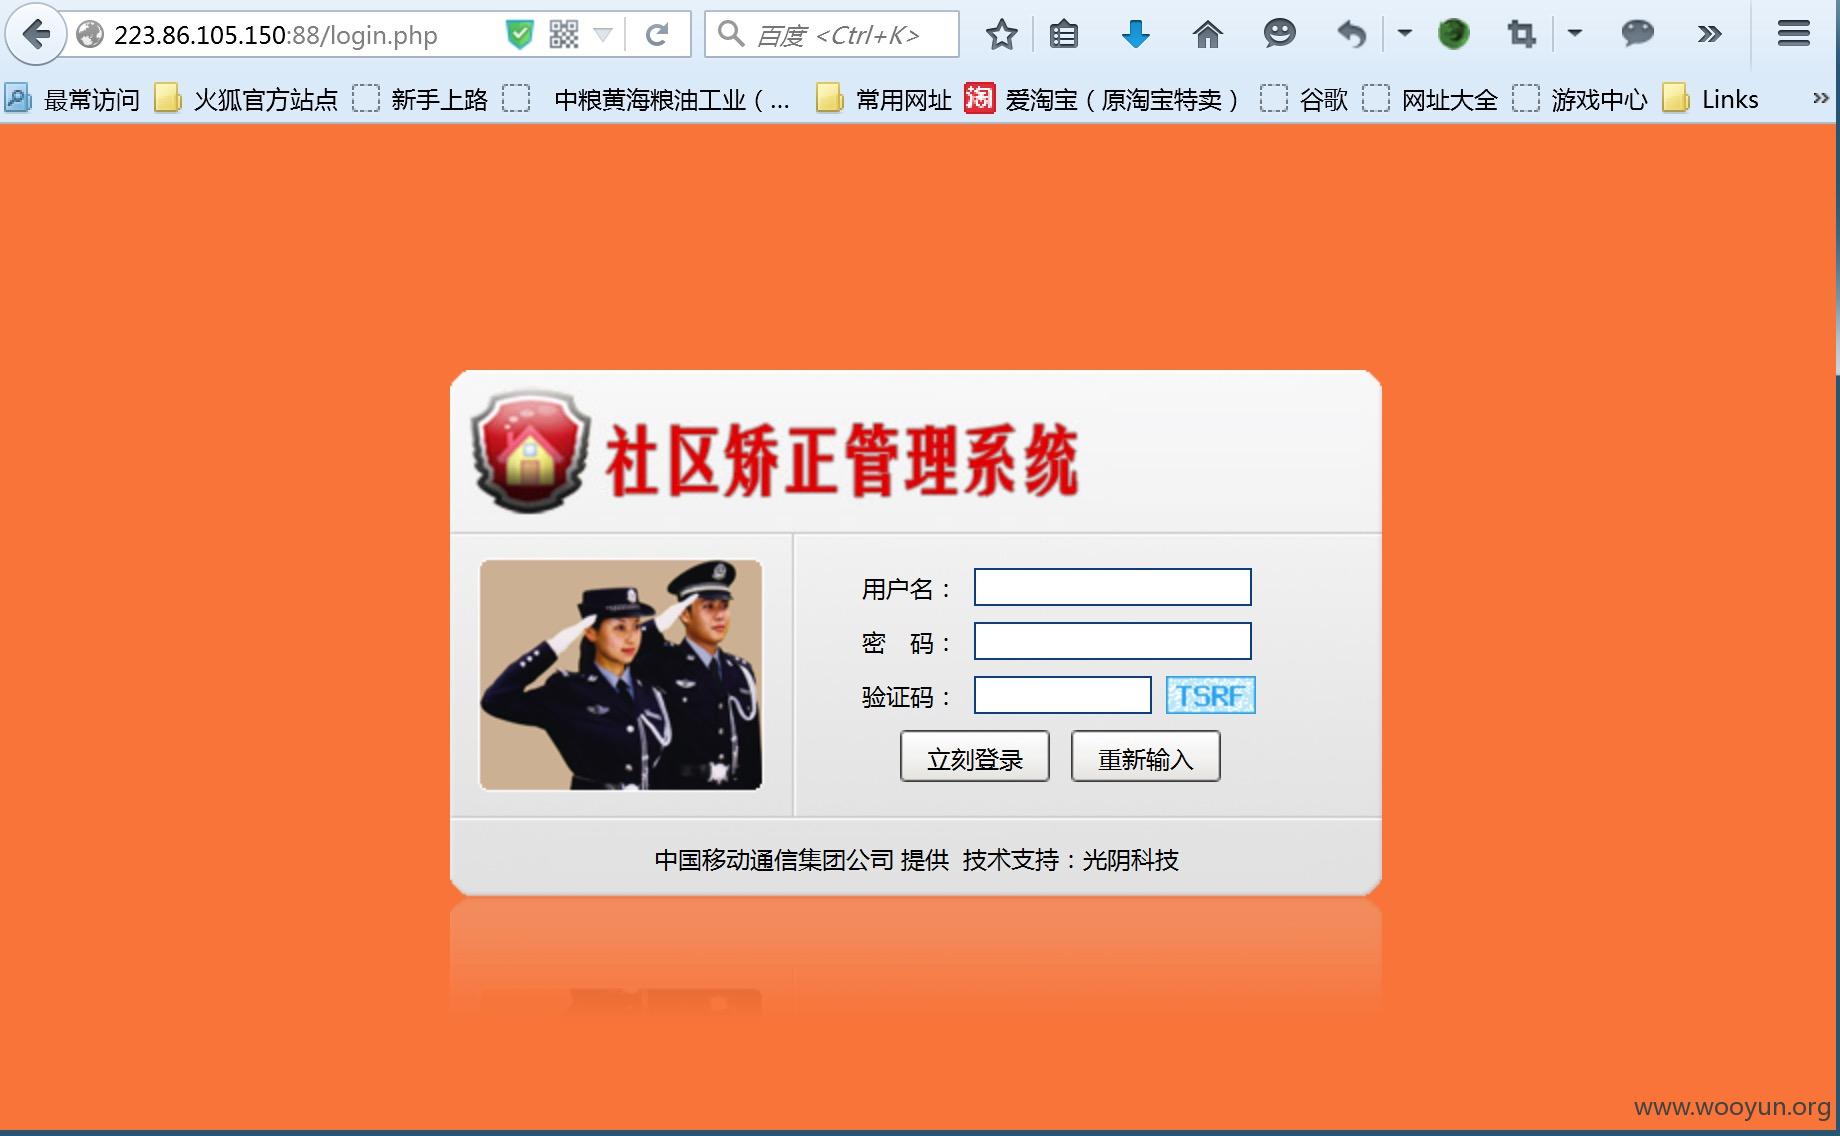 223.86.105.150:88/login.php
百度 <Ctrl+K>
最常访问 火狐官方站点 新手上路 中粮黄海粮油工业（... 常用网址 淘 爱淘宝（原淘宝特卖） 谷歌 网址大全 游戏中心 Links
社区矫正管理系统
用户名：
密 码：
验证码： TSRF
立刻登录 重新输入
中国移动通信集团公司 提供 技术支持：光阴科技
www.wooyun.org